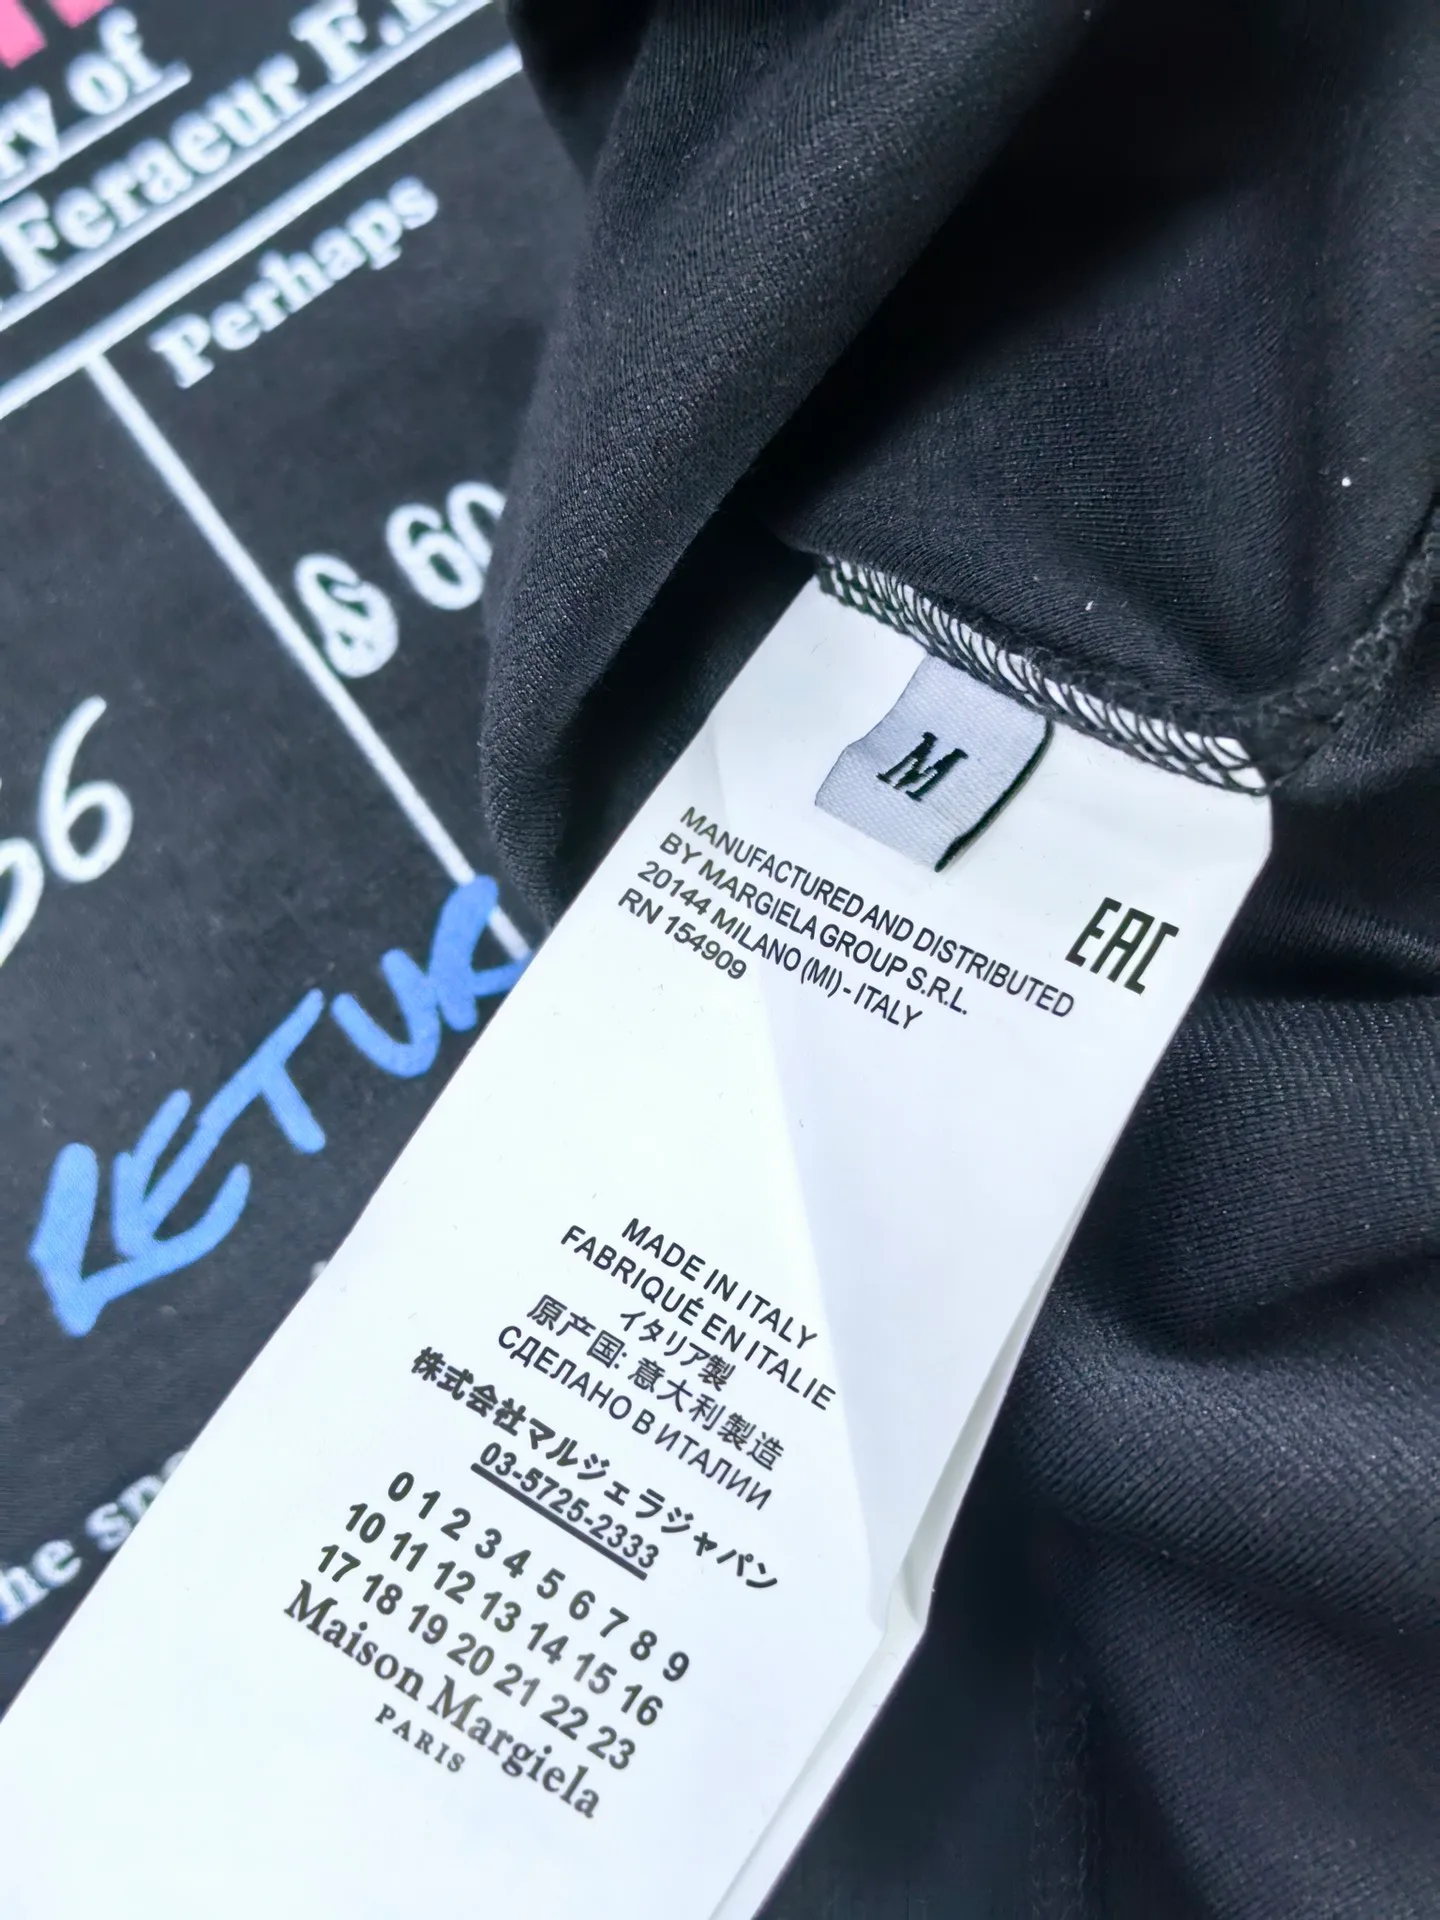 ry of
Feraeur F.
Perhaps
& 60
6
RETUR
he sp
M
MANUFACTURED AND DISTRIBUTED
BY MARGIELA GROUP S.R.L.
20144 MILANO (MI) - ITALY
RN 154909
EAC
MADE IN ITALY
FABRIQUÉ EN ITALIE
イタリア製
原产国: 意大利製造
СДЕЛАНО В ИТАЛИИ
株式会社マルジェラジャパン
03-5725-2333
0 1 2 3 4 5 6 7 8 9
10 11 12 13 14 15 16
17 18 19 20 21 22 23
Maison Margiela
PARIS